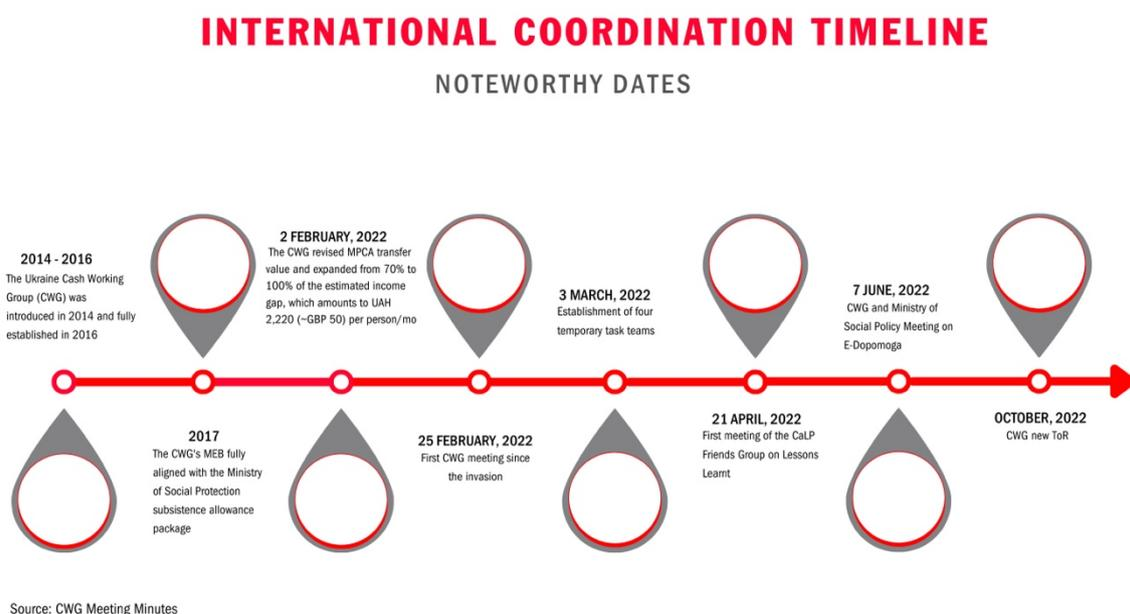 INTERNATIONAL COORDINATION TIMELINE
NOTEWORTHY DATES
2014 - 2016
The Ukraine Cash Working
Group (CWG) was
introduced in 2014 and fully
established in 2016
2017
The CWG's MEB fully
aligned with the Ministry
of Social Protection
subsistence allowance
package
2 FEBRUARY, 2022
The CWG revised MPCA transfer
value and expanded from 70% to
100% of the estimated income
gap, which amounts to UAH
2,220 (~GBP 50) per person/mo
25 FEBRUARY, 2022
First CWG meeting since
the invasion
3 MARCH, 2022
Establishment of four
temporary task teams
21 APRIL, 2022
First meeting of the CaLP
Friends Group on Lessons
Learnt
7 JUNE, 2022
CWG and Ministry of
Social Policy Meeting on
E-Dopomoga
OCTOBER, 2022
CWG new ToR
Source: CWG Meeting Minutes